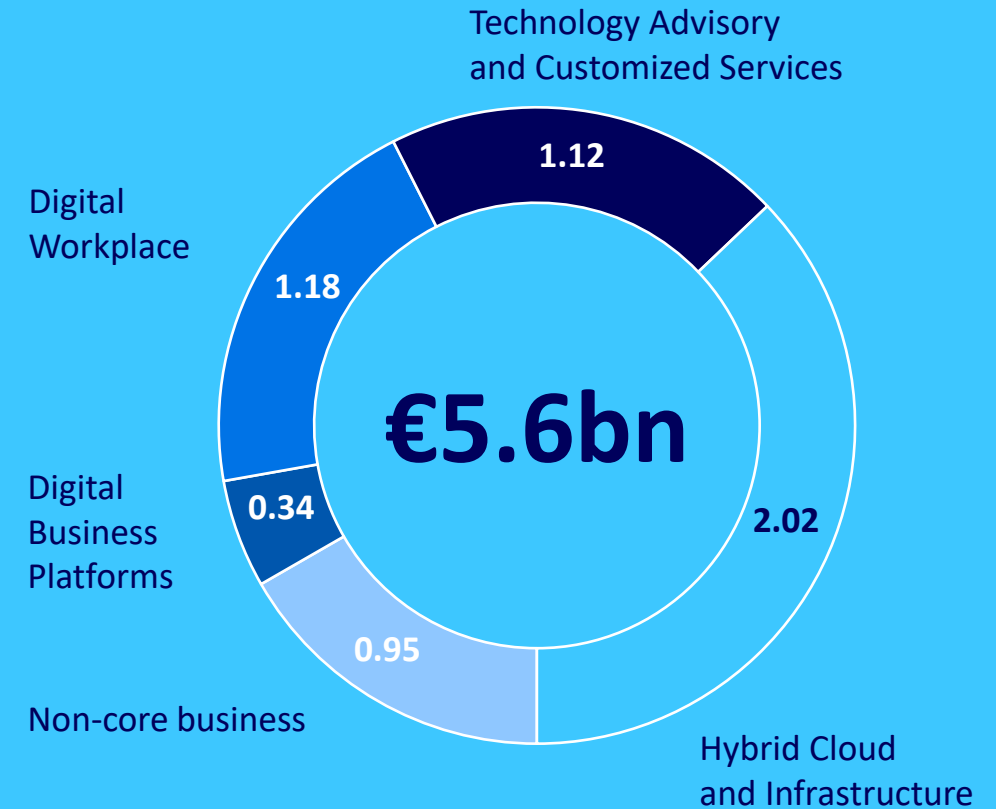 Technology Advisory
and Customized Services
1.12
Digital
Workplace
1.18
€5.6bn
Digital
Business
Platforms
0.34
2.02
0.95
Non-core business
Hybrid Cloud
and Infrastructure